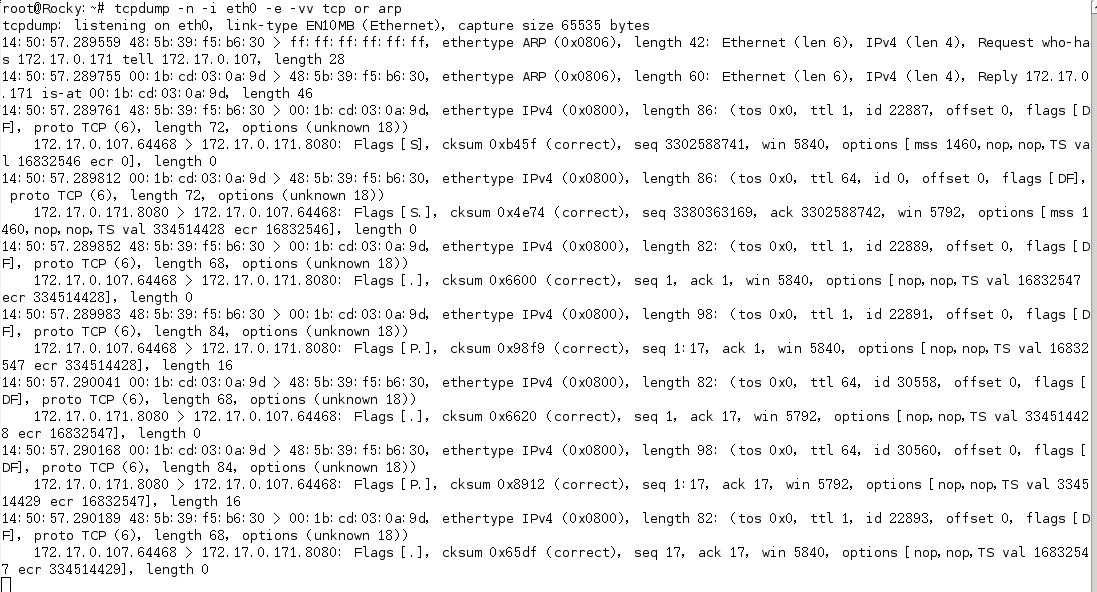 root@Rocky:~# tcpdump -n -i eth0 -e -vv tcp or arp
tcpdump: listening on eth0, link-type EN10MB (Ethernet), capture size 65535 bytes
14:50:57.289559 48:5b:39:f5:b6:30 > ff:ff:ff:ff:ff:ff, ethertype ARP (0x0806), length 42: Ethernet (len 6), IPv4 (len 4), Request who-ha
s 172.17.0.171 tell 172.17.0.107, length 28
14:50:57.289755 00:1b:cd:03:0a:9d > 48:5b:39:f5:b6:30, ethertype ARP (0x0806), length 60: Ethernet (len 6), IPv4 (len 4), Reply 172.17.0
.171 is-at 00:1b:cd:03:0a:9d, length 46
14:50:57.289761 48:5b:39:f5:b6:30 > 00:1b:cd:03:0a:9d, ethertype IPv4 (0x0800), length 86: (tos 0x0, ttl 1, id 22887, offset 0, flags [D
F], proto TCP (6), length 72, options (unknown 18))
    172.17.0.107.64468 > 172.17.0.171.8080: Flags [S], cksum 0xb45f (correct), seq 3302588741, win 5840, options [mss 1460,nop,nop,TS va
l 16832546 ecr 0], length 0
14:50:57.289812 00:1b:cd:03:0a:9d > 48:5b:39:f5:b6:30, ethertype IPv4 (0x0800), length 86: (tos 0x0, ttl 64, id 0, offset 0, flags [DF],
 proto TCP (6), length 72, options (unknown 18))
    172.17.0.171.8080 > 172.17.0.107.64468: Flags [S.], cksum 0x4e74 (correct), seq 3380363169, ack 3302588742, win 5792, options [mss 1
460,nop,nop,TS val 334514428 ecr 16832546], length 0
14:50:57.289852 48:5b:39:f5:b6:30 > 00:1b:cd:03:0a:9d, ethertype IPv4 (0x0800), length 82: (tos 0x0, ttl 1, id 22889, offset 0, flags [D
F], proto TCP (6), length 68, options (unknown 18))
    172.17.0.107.64468 > 172.17.0.171.8080: Flags [.], cksum 0x6600 (correct), seq 1, ack 1, win 5840, options [nop,nop,TS val 16832547
ecr 334514428], length 0
14:50:57.289983 48:5b:39:f5:b6:30 > 00:1b:cd:03:0a:9d, ethertype IPv4 (0x0800), length 98: (tos 0x0, ttl 1, id 22891, offset 0, flags [D
F], proto TCP (6), length 84, options (unknown 18))
    172.17.0.107.64468 > 172.17.0.171.8080: Flags [P.], cksum 0x98f9 (correct), seq 1:17, ack 1, win 5840, options [nop,nop,TS val 16832
547 ecr 334514428], length 16
14:50:57.290041 00:1b:cd:03:0a:9d > 48:5b:39:f5:b6:30, ethertype IPv4 (0x0800), length 82: (tos 0x0, ttl 64, id 30558, offset 0, flags [
DF], proto TCP (6), length 68, options (unknown 18))
    172.17.0.171.8080 > 172.17.0.107.64468: Flags [.], cksum 0x6620 (correct), seq 1, ack 17, win 5792, options [nop,nop,TS val 33451442
8 ecr 16832547], length 0
14:50:57.290168 00:1b:cd:03:0a:9d > 48:5b:39:f5:b6:30, ethertype IPv4 (0x0800), length 98: (tos 0x0, ttl 64, id 30560, offset 0, flags [
DF], proto TCP (6), length 84, options (unknown 18))
    172.17.0.171.8080 > 172.17.0.107.64468: Flags [P.], cksum 0x8912 (correct), seq 1:17, ack 17, win 5792, options [nop,nop,TS val 3345
14429 ecr 16832547], length 16
14:50:57.290189 48:5b:39:f5:b6:30 > 00:1b:cd:03:0a:9d, ethertype IPv4 (0x0800), length 82: (tos 0x0, ttl 1, id 22893, offset 0, flags [D
F], proto TCP (6), length 68, options (unknown 18))
    172.17.0.107.64468 > 172.17.0.171.8080: Flags [.], cksum 0x65df (correct), seq 17, ack 17, win 5840, options [nop,nop,TS val 1683254
7 ecr 334514429], length 0